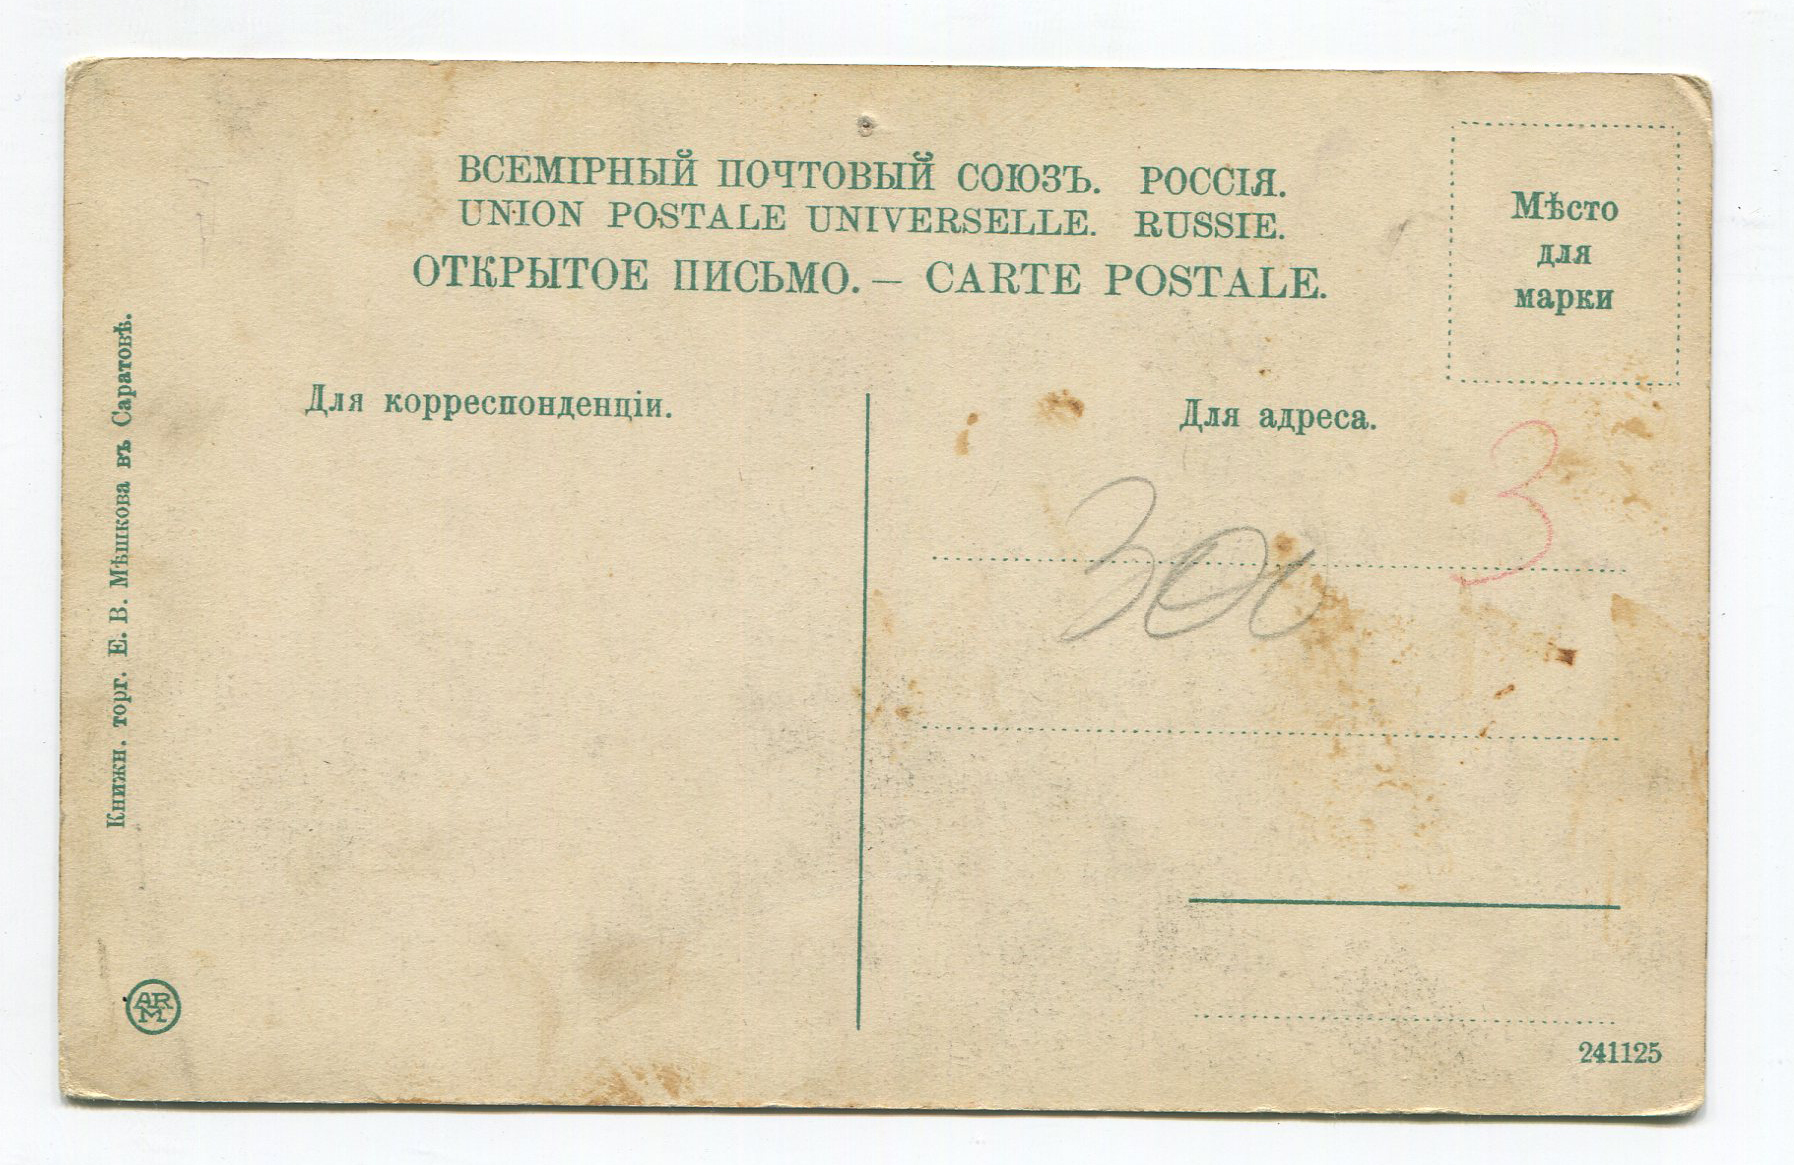 ВСЕМІРНЫЙ ПОЧТОВЫЙ СОЮЗЪ. РОССІЯ.
UNION POSTALE UNIVERSELLE. RUSSIE.
ОТКРЫТОЕ ПИСЬМО. — CARTE POSTALE.
Мѣсто
для
марки
Для корреспонденціи.
Для адреса.
3
300
Книжн. торг. Е. В. Мѣшкова въ Саратовѣ.
AR
M
241125